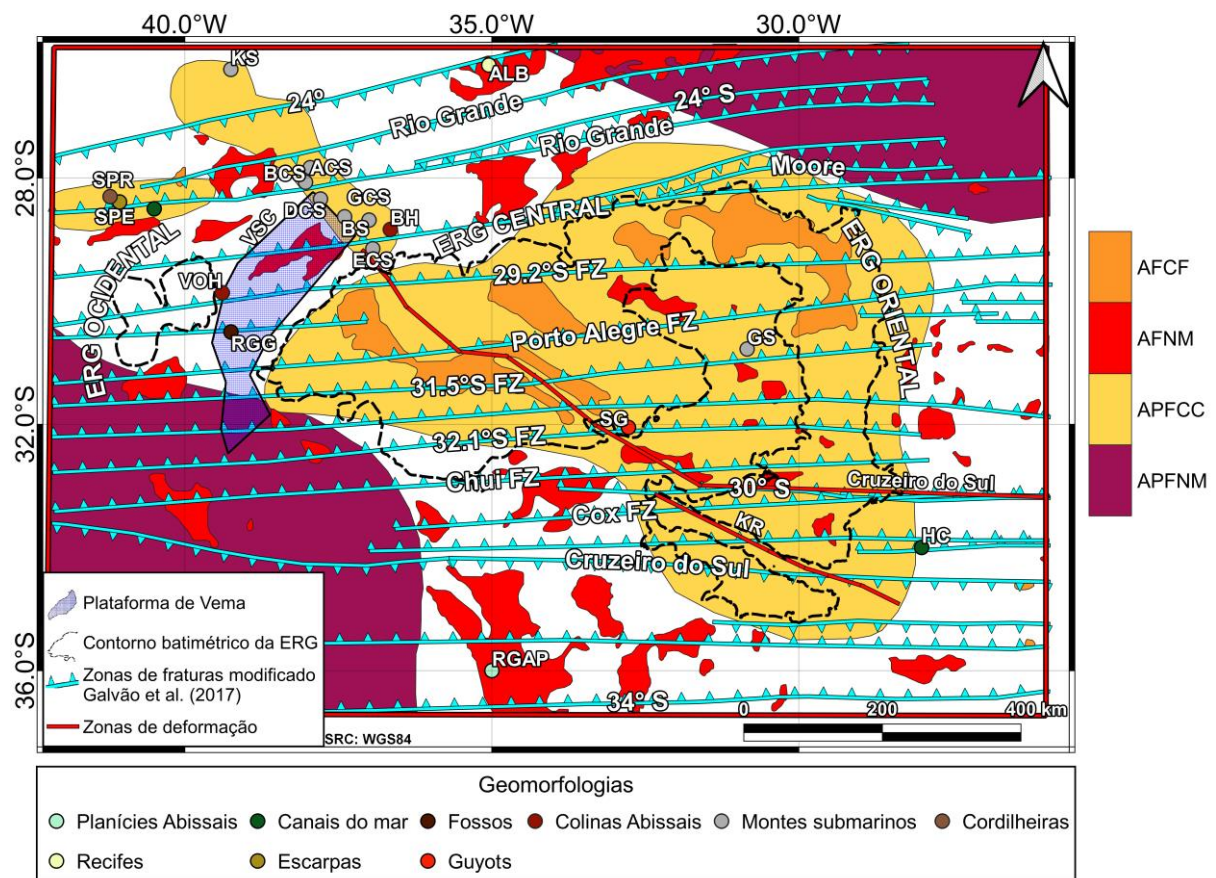 40.0°W 35.0°W 30.0°W
KS
ALB
24º
Rio Grande
24° S
Rio Grande
Moore
28.0°S
BCS
ACS
SPR
SPE
DCS
GCS
VSC
BS
BH
ECS
ERG CENTRAL
ERG OCIDENTAL
ERG ORIENTAL
29.2°S FZ
VOH
RGG
Porto Alegre FZ
GS
31.5°S FZ
32.0°S
SG
32.1°S FZ
Chui FZ
30° S
Cruzeiro do Sul
Cox FZ
KR
HC
Cruzeiro do Sul
36.0°S
RGAP
34° S
AFCF
AFNM
APFCC
APFNM
Plataforma de Vema
Contorno batimétrico da ERG
Zonas de fraturas modificado
Galvão et al. (2017)
Zonas de deformação
SRC: WGS84
0 200 400 km
Geomorfologias
Planícies Abissais Canais do mar Fossos Colinas Abissais Montes submarinos Cordilheiras
Recifes Escarpas Guyots